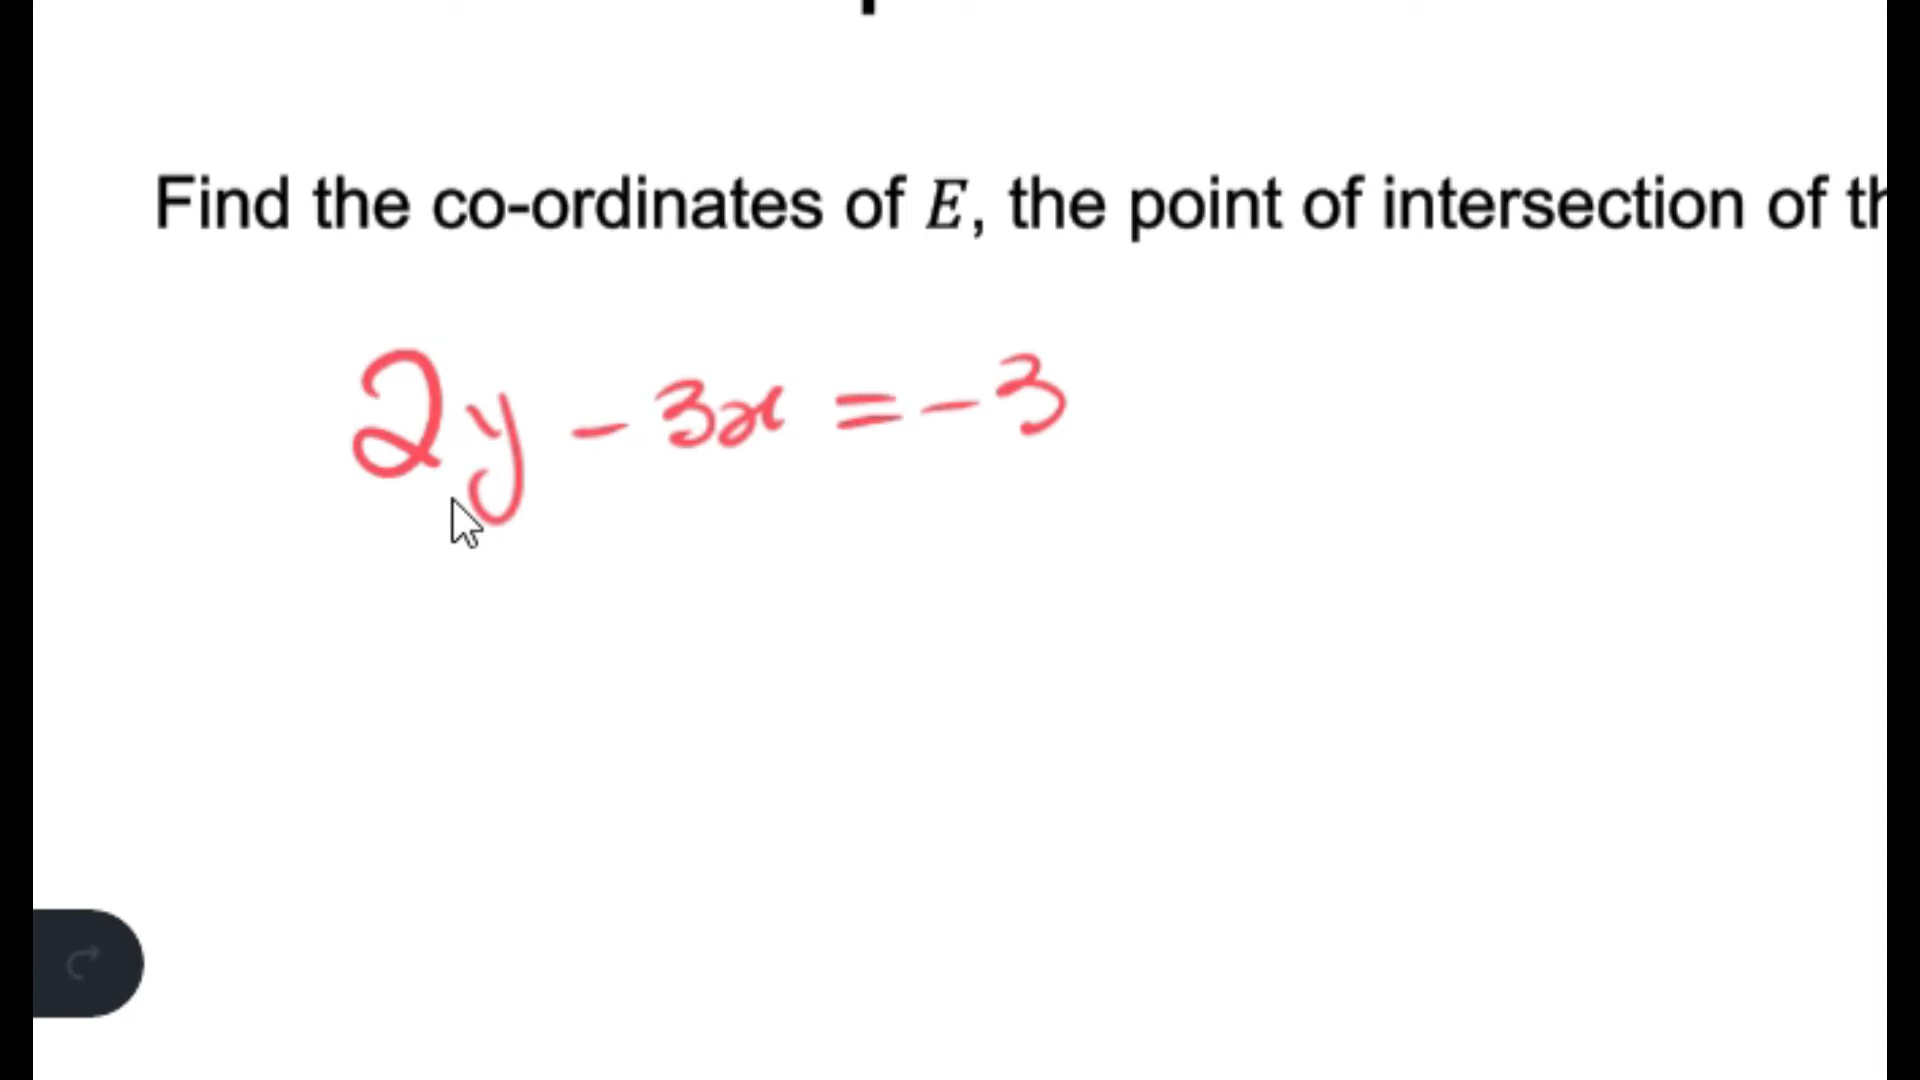 Find the co-ordinates of E, the point of intersection of th
2y - 3x = -3